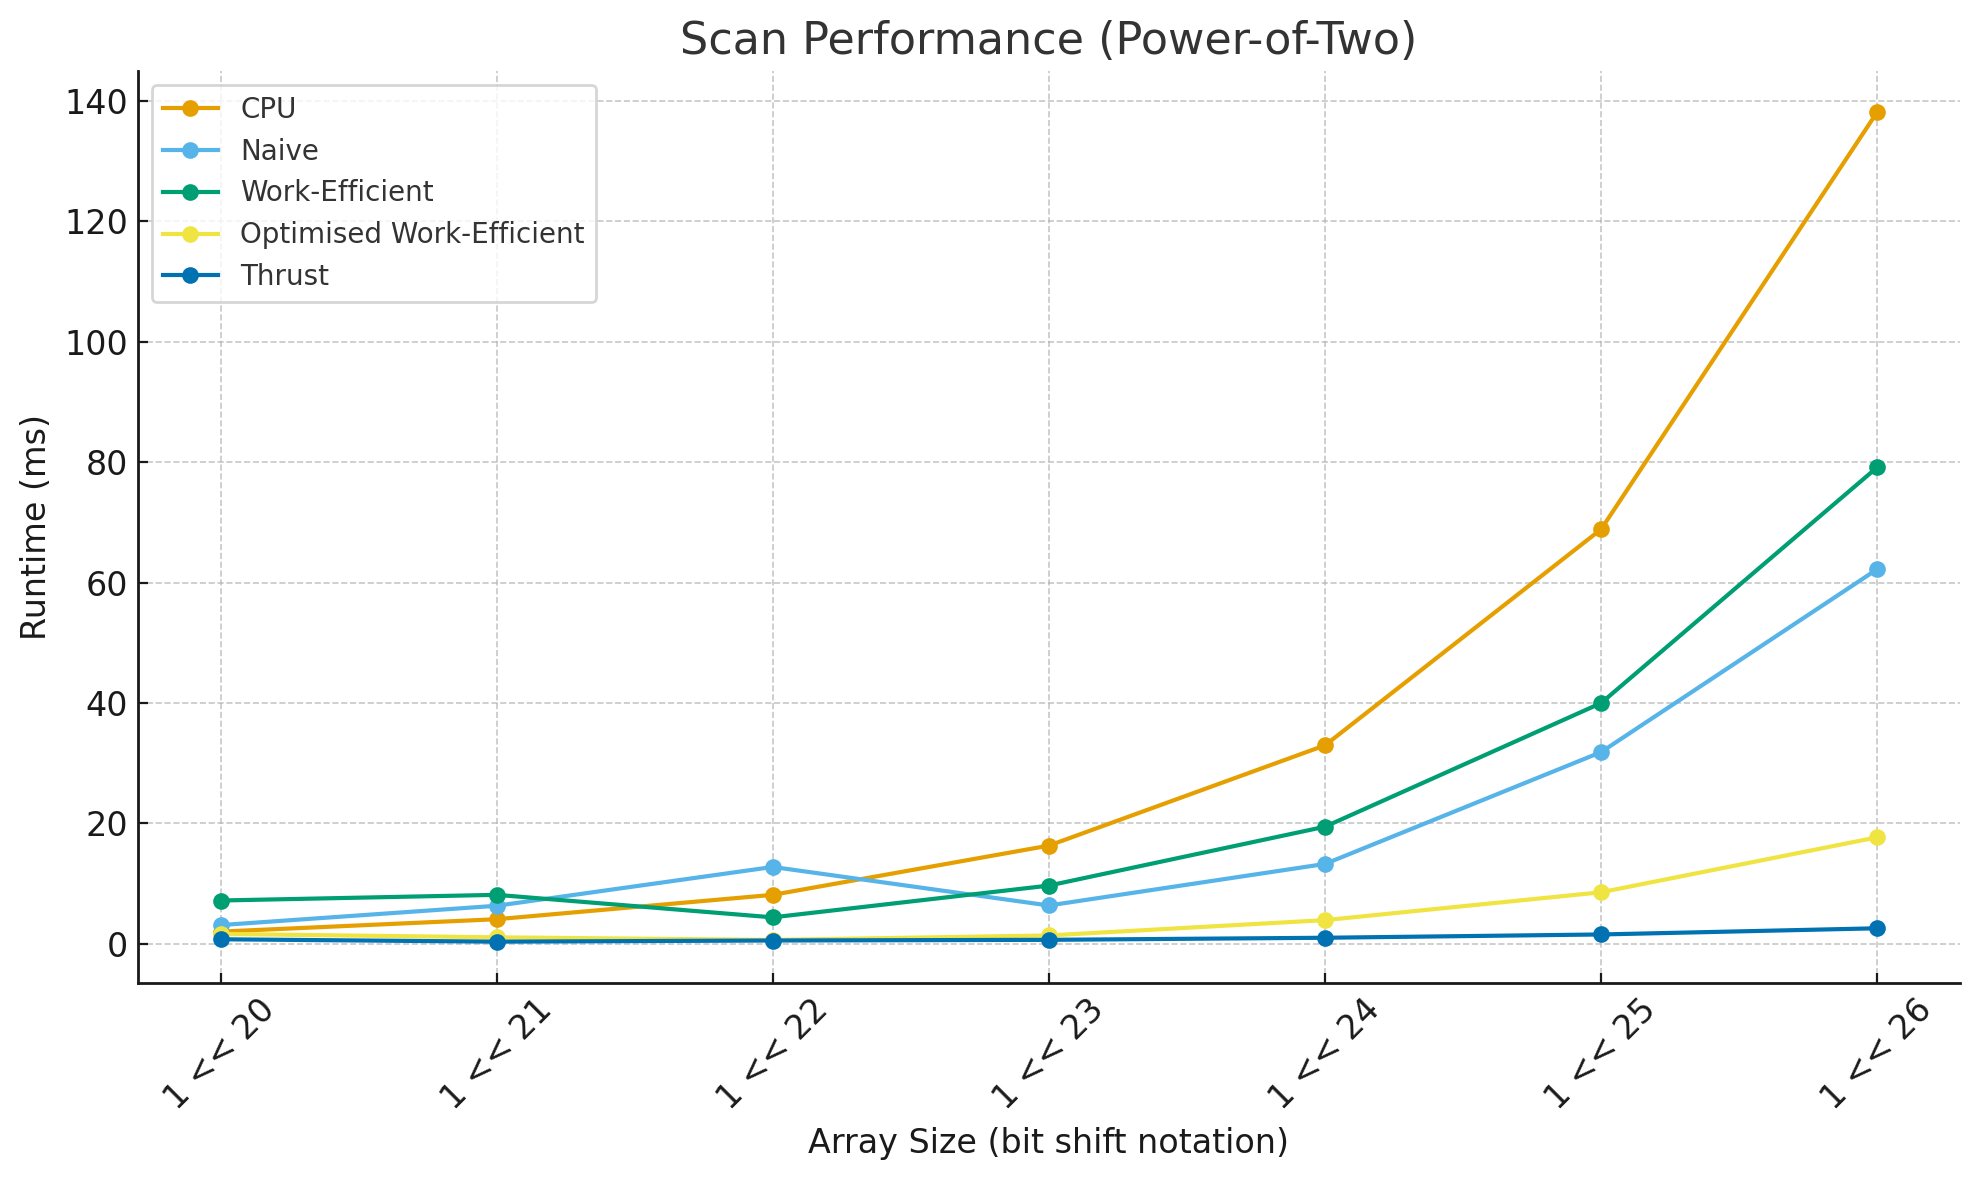 Scan Performance (Power-of-Two)
CPU
Naive
Work-Efficient
Optimised Work-Efficient
Thrust
140
120
100
80
60
40
20
0
Runtime (ms)
1 << 20
1 << 21
1 << 22
1 << 23
1 << 24
1 << 25
1 << 26
Array Size (bit shift notation)